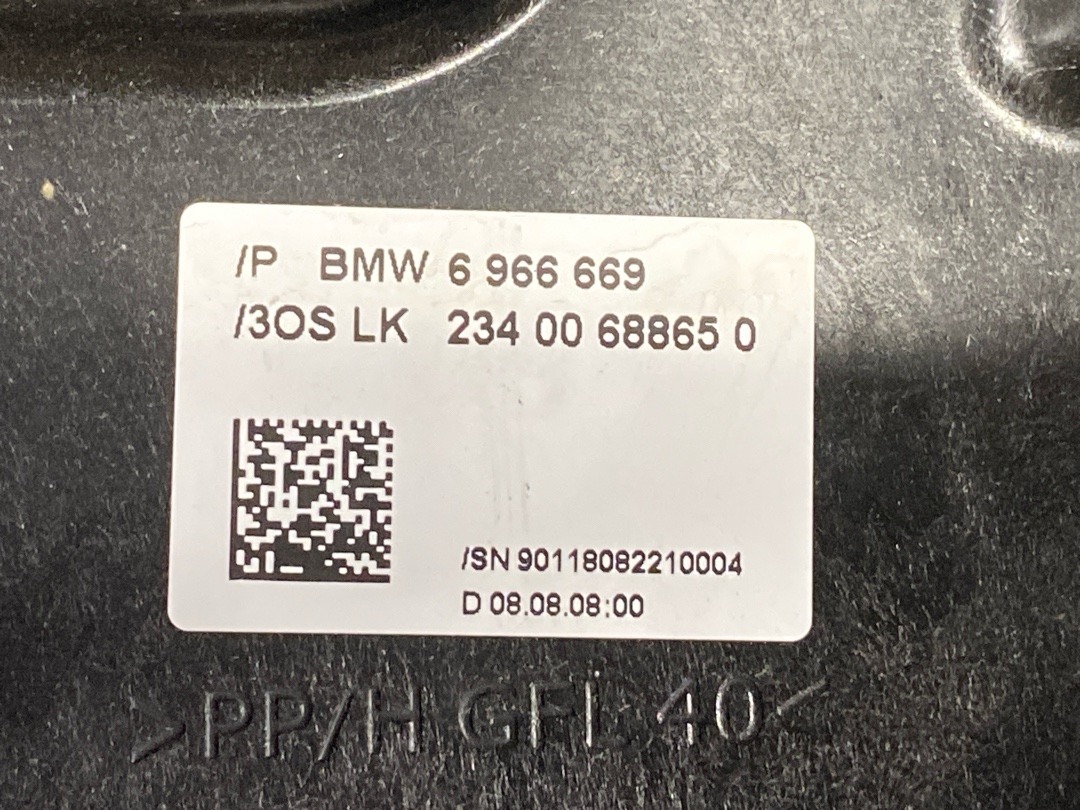 /P BMW 6 966 669
/3OS LK 234 00 68865 0
/SN 90118082210004
D 08.08.08:00
>PP/H GFL 40<